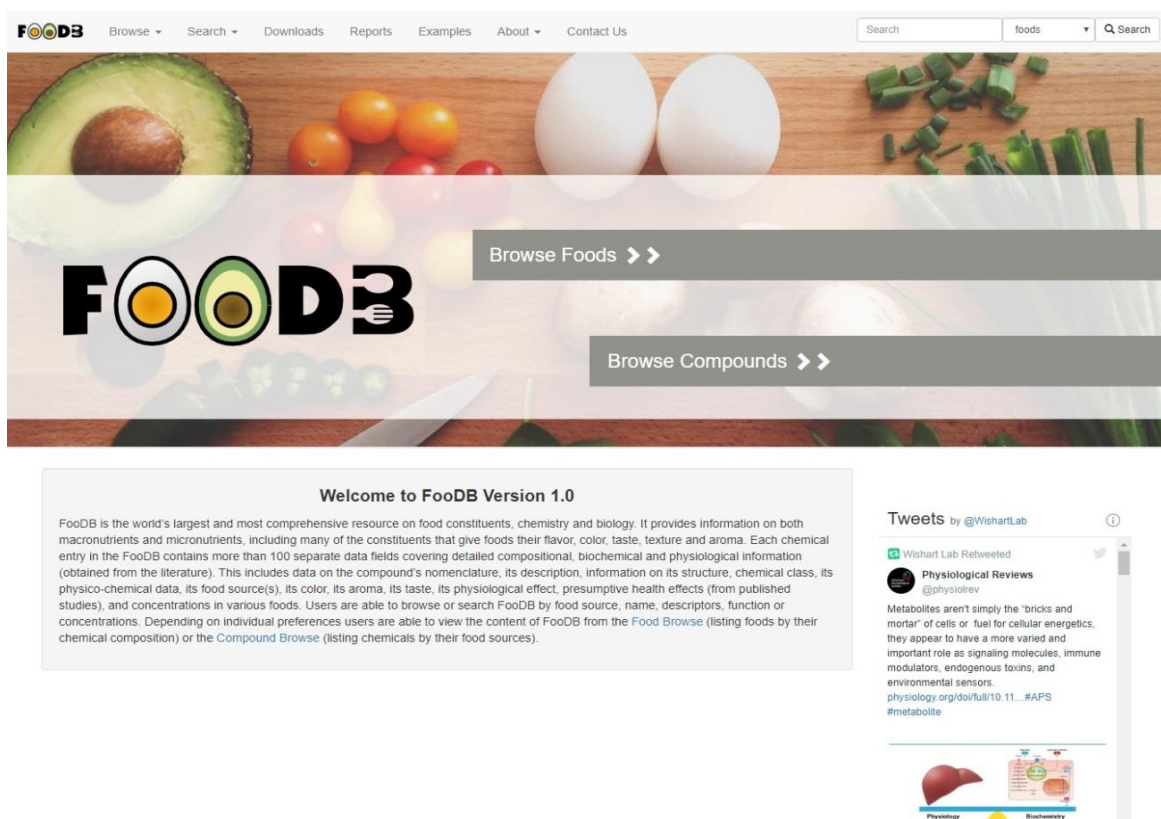 FOODB Browse Search Downloads Reports Examples About Contact Us Search foods Search
Browse Foods
FOODB
Browse Compounds
Welcome to FooDB Version 1.0
FooDB is the world's largest and most comprehensive resource on food constituents, chemistry and biology. It provides information on both
macronutrients and micronutrients, including many of the constituents that give foods their flavor, color, taste, texture and aroma. Each chemical
entry in the FooDB contains more than 100 separate data fields covering detailed compositional, biochemical and physiological information
(obtained from the literature). This includes data on the compound's nomenclature, its description, information on its structure, chemical class, its
physico-chemical data, its food source(s), its color, its aroma, its taste, its physiological effect, presumptive health effects (from published
studies), and concentrations in various foods. Users are able to browse or search FooDB by food source, name, descriptors, function or
concentrations. Depending on individual preferences users are able to view the content of FooDB from the Food Browse (listing foods by their
chemical composition) or the Compound Browse (listing chemicals by their food sources).
Tweets by @WishartLab
Wishart Lab Retweeted
Physiological Reviews
@physiolrev
Metabolites aren't simply the "bricks and
mortar" of cells or fuel for cellular energetics,
they appear to have a more varied and
important role as signaling molecules, immune
modulators, endogenous toxins, and
environmental sensors.
physiology.org/doi/full/10.11…#APS
#metabolite
Physiology Biochemistry